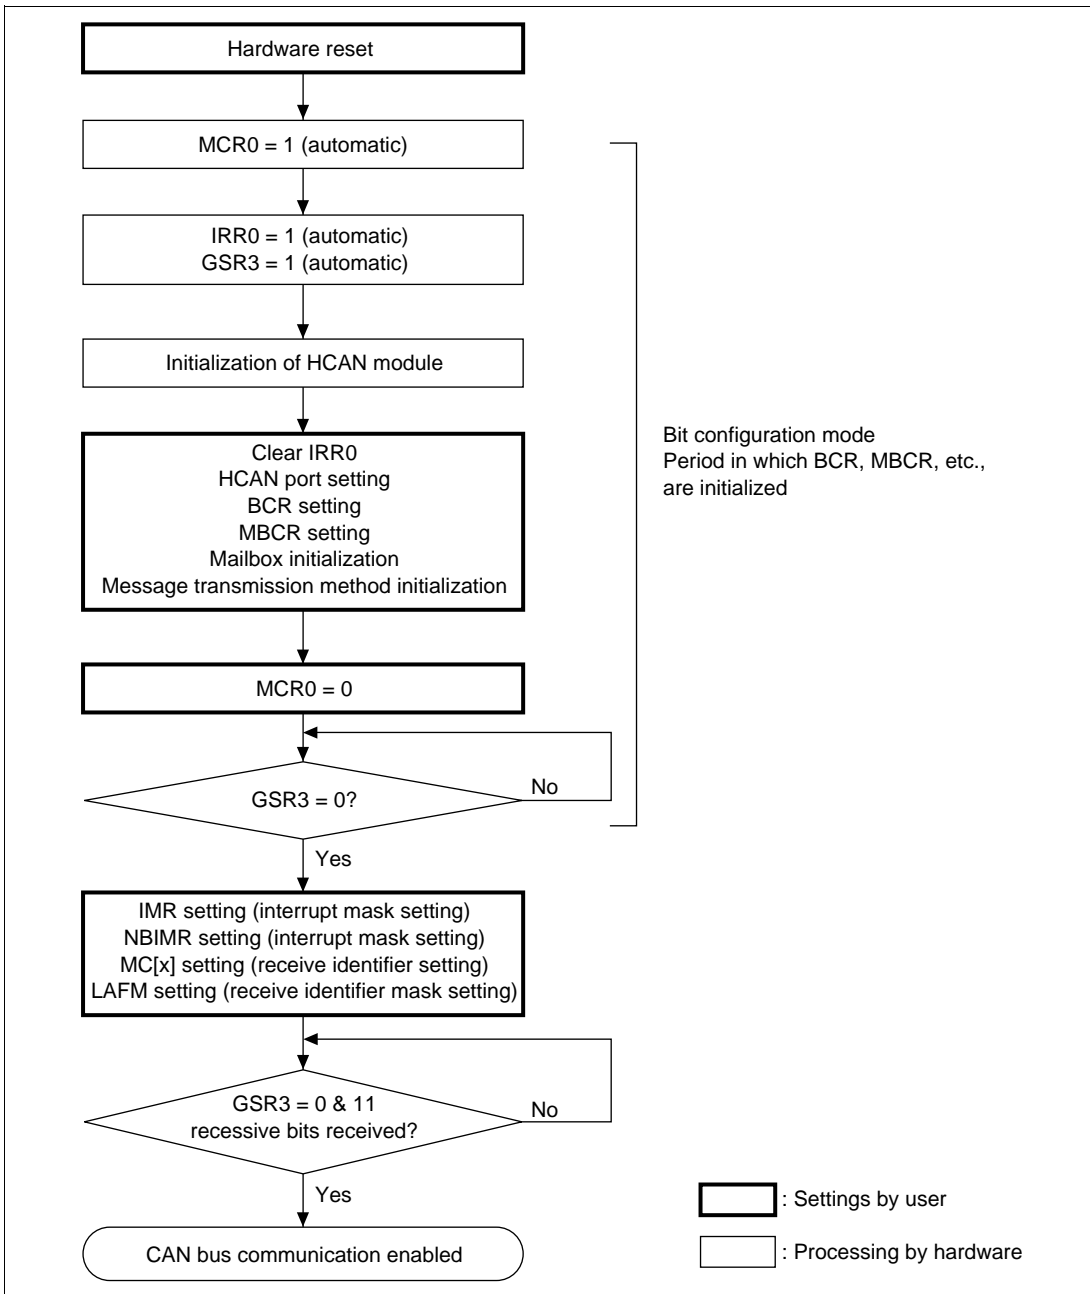 Hardware reset
MCR0 = 1 (automatic)
IRR0 = 1 (automatic)
GSR3 = 1 (automatic)
Initialization of HCAN module
Clear IRR0
HCAN port setting
BCR setting
MBCR setting
Mailbox initialization
Message transmission method initialization
Bit configuration mode
Period in which BCR, MBCR, etc.,
are initialized
MCR0 = 0
GSR3 = 0?
No
Yes
IMR setting (interrupt mask setting)
NBIMR setting (interrupt mask setting)
MC[x] setting (receive identifier setting)
LAFM setting (receive identifier mask setting)
GSR3 = 0 & 11
recessive bits received?
No
Yes
CAN bus communication enabled
: Settings by user
: Processing by hardware